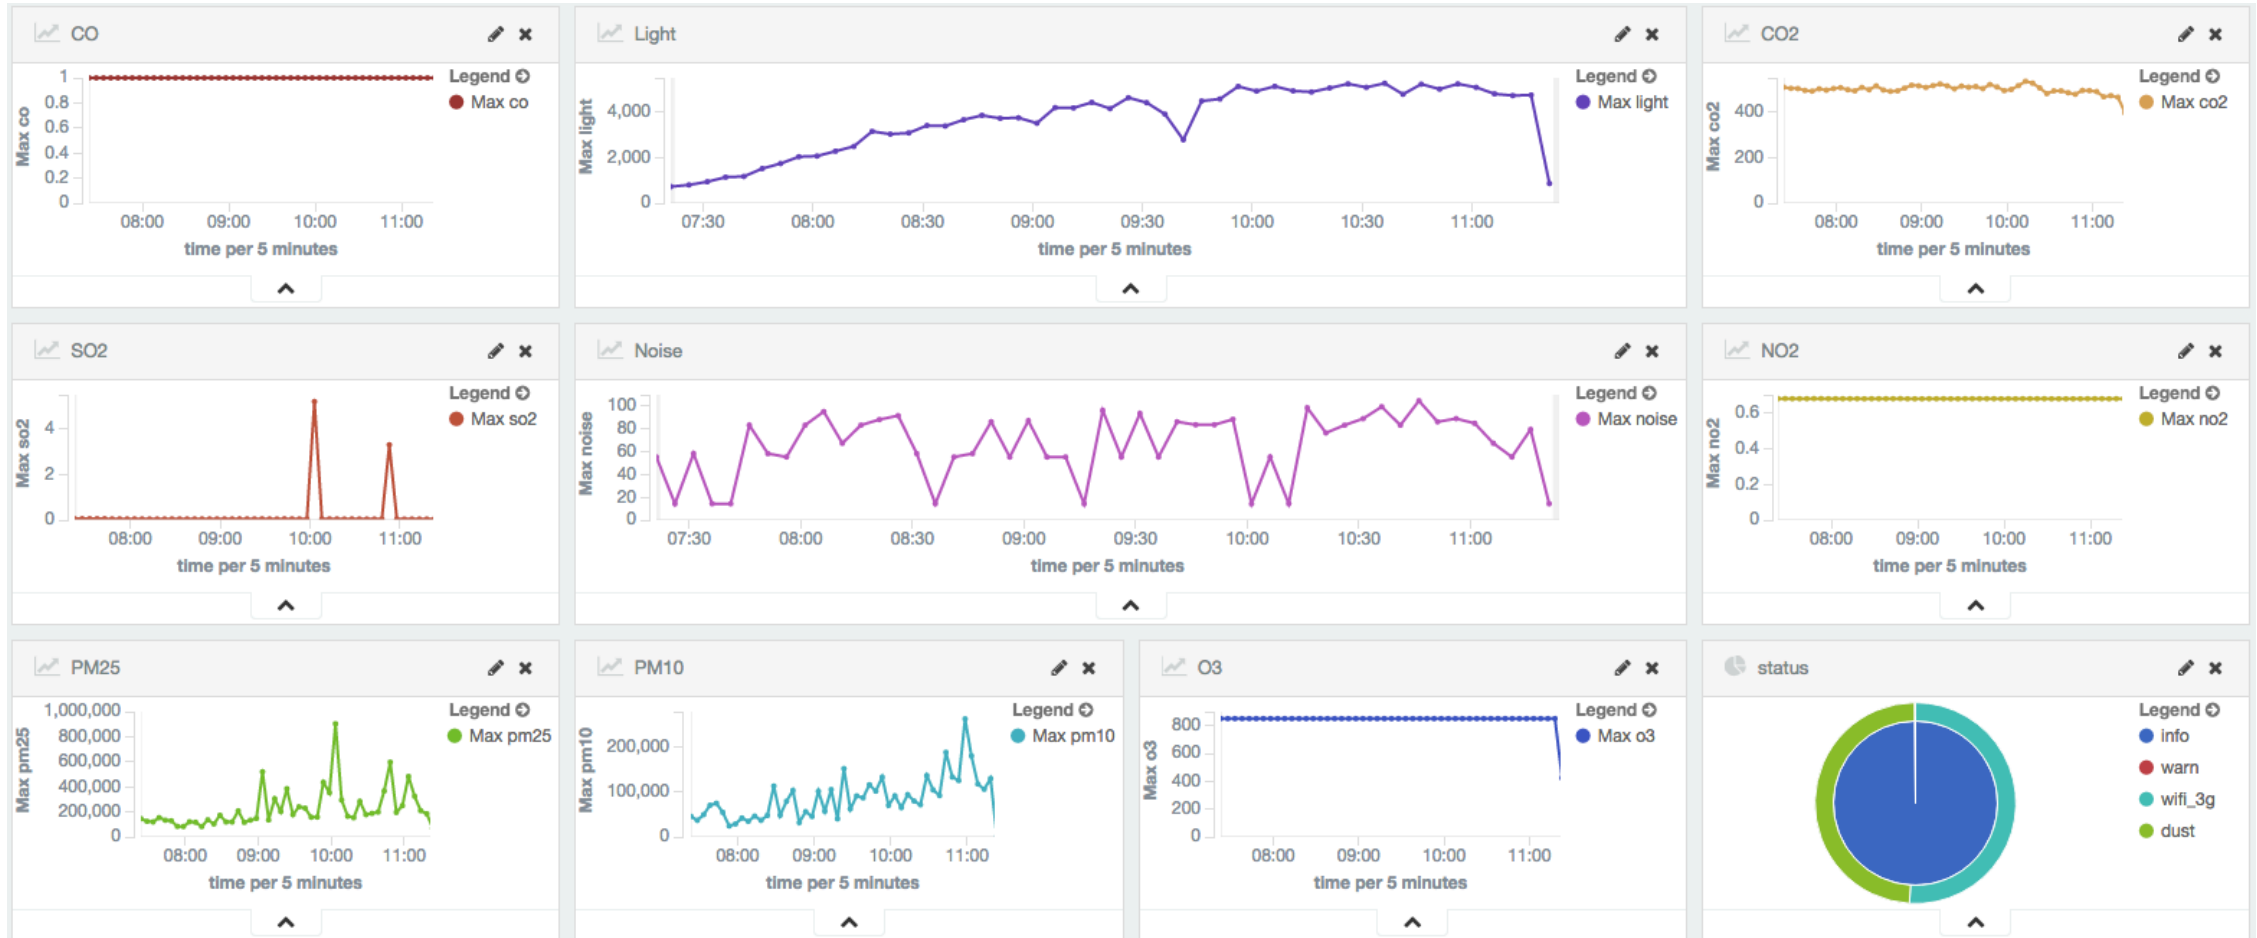 CO
Legend
Max co
1
0.8
0.6
0.4
0.2
0
Max co
08:00 09:00 10:00 11:00
time per 5 minutes
Light
Legend
Max light
4,000
2,000
0
Max light
07:30 08:00 08:30 09:00 09:30 10:00 10:30 11:00
time per 5 minutes
CO2
Legend
Max co2
400
200
0
Max co2
08:00 09:00 10:00 11:00
time per 5 minutes
SO2
Legend
Max so2
4
2
0
Max so2
08:00 09:00 10:00 11:00
time per 5 minutes
Noise
Legend
Max noise
100
80
60
40
20
0
Max noise
07:30 08:00 08:30 09:00 09:30 10:00 10:30 11:00
time per 5 minutes
NO2
Legend
Max no2
0.6
0.4
0.2
0
Max no2
08:00 09:00 10:00 11:00
time per 5 minutes
PM25
Legend
Max pm25
1,000,000
800,000
600,000
400,000
200,000
0
Max pm25
08:00 09:00 10:00 11:00
time per 5 minutes
PM10
Legend
Max pm10
200,000
100,000
0
Max pm10
08:00 09:00 10:00 11:00
time per 5 minutes
O3
Legend
Max o3
800
600
400
200
0
Max o3
08:00 09:00 10:00 11:00
time per 5 minutes
status
Legend
info
warn
wifi_3g
dust